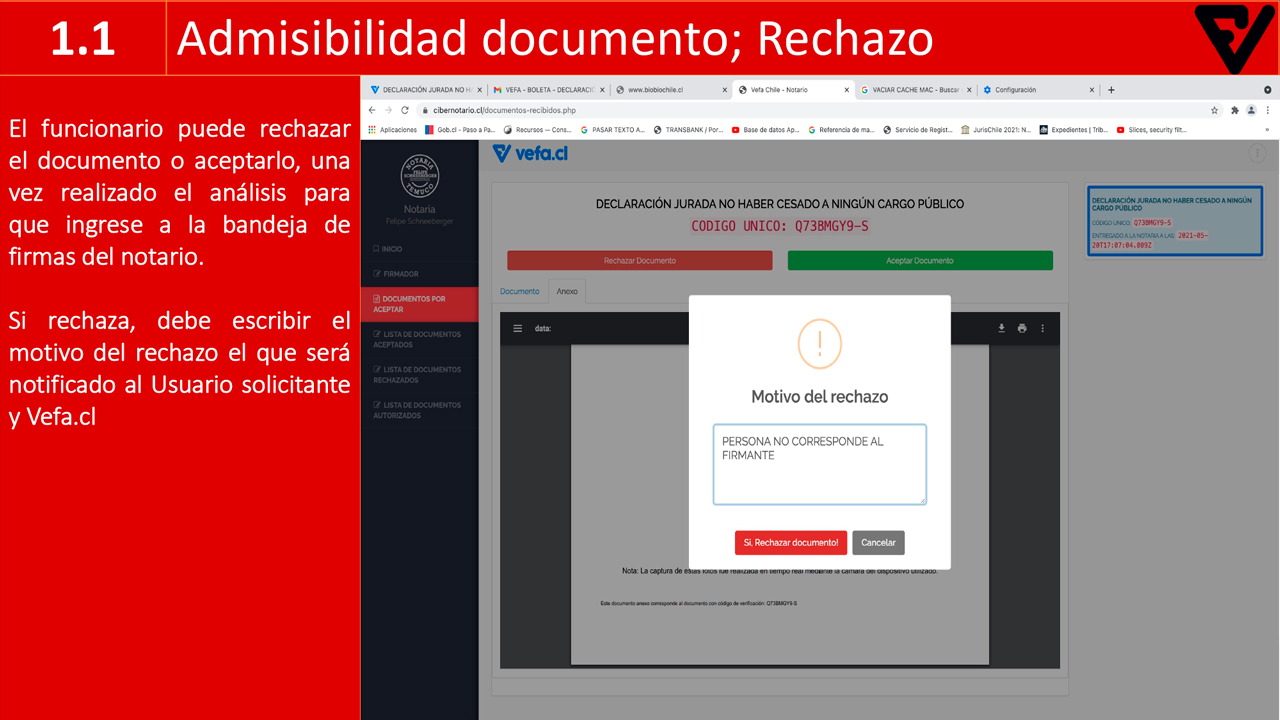 1.1
Admisibilidad documento; Rechazo
El funcionario puede rechazar
el documento o aceptarlo, una
vez realizado el análisis para
que ingrese a la bandeja de
firmas del notario.
Si rechaza, debe escribir el
motivo del rechazo el que será
notificado al Usuario solicitante
y Vefa.cl
DECLARACIÓN JURADA NO H
VEFA - BOLETA - DECLARACI
www.biobiochile.cl
Vefa Chile - Notario
VACIAR CACHE MAC - Buscar
Configuración
cibernotario.cl/documentos-recibidos.php
Aplicaciones
Gob.cl - Paso a Pa...
Recursos — Cons...
PASAR TEXTO A...
TRANSBANK / Por...
Base de datos Ap...
Referencia de ma...
Servicio de Regist...
JurisChile 2021: N...
Expedientes | Trib...
Slices, security filt...
NOTARIA
FELIPE
SCHNEEBERGER
TEMUCO
Notaria
Felipe Schneeberger
INICIO
FIRMADOR
DOCUMENTOS POR
ACEPTAR
LISTA DE DOCUMENTOS
ACEPTADOS
LISTA DE DOCUMENTOS
RECHAZADOS
LISTA DE DOCUMENTOS
AUTORIZADOS
vefa.cl
DECLARACIÓN JURADA NO HABER CESADO A NINGÚN CARGO PÚBLICO
CODIGO UNICO: Q73BMGY9-S
Rechazar Documento
Aceptar Documento
Documento
Anexo
data:
Motivo del rechazo
PERSONA NO CORRESPONDE AL
FIRMANTE
Sí, Rechazar documento!
Cancelar
Nota: La captura de estas fotos fue realizada en tiempo real mediante la cámara del dispositivo utilizado.
Este documento anexo corresponde al documento con código de verificación: Q73BMGY9-S
DECLARACIÓN JURADA NO HABER CESADO A NINGÚN
CARGO PÚBLICO
CODIGO UNICO: Q73BMGY9-S
ENTREGADO A LA NOTARIA A LAS: 2021-05-
20T17:07:04.809Z